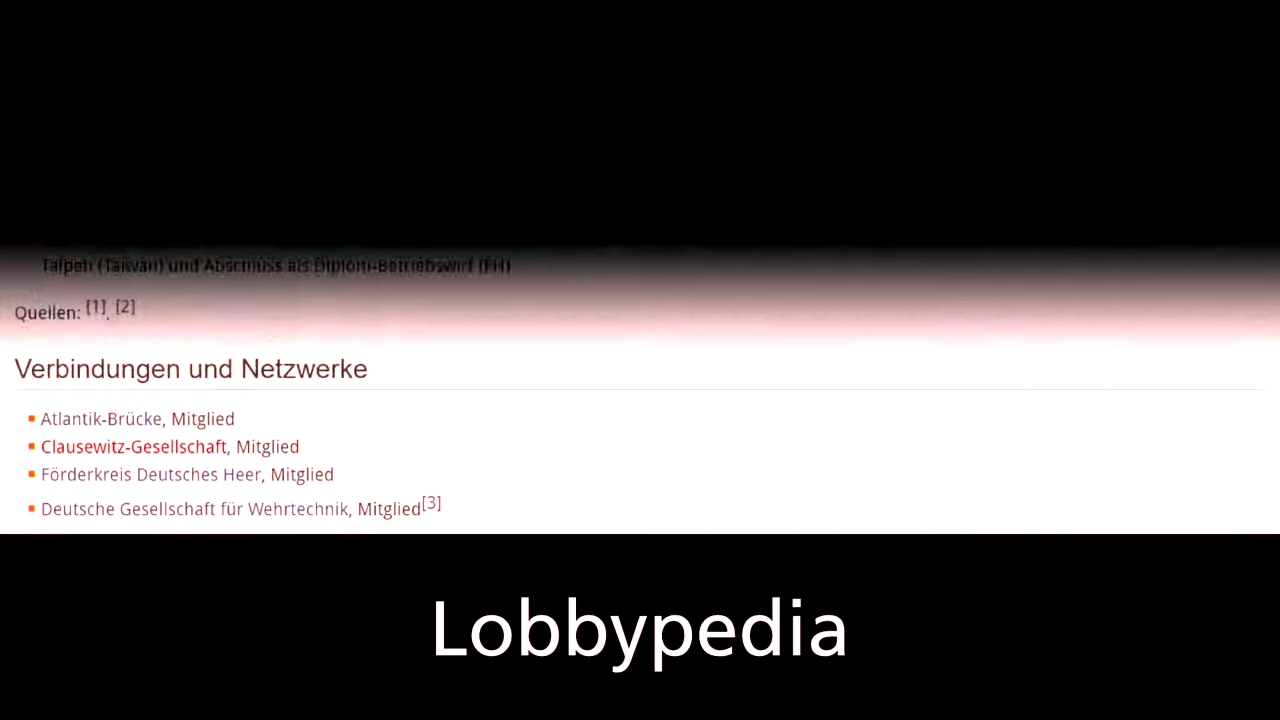 Taipeh (Taiwan) und Abschluss als Diplom-Betriebswirt (FH)
Quellen: [1], [2]
Verbindungen und Netzwerke
Atlantik-Brücke, Mitglied
Clausewitz-Gesellschaft, Mitglied
Förderkreis Deutsches Heer, Mitglied
Deutsche Gesellschaft für Wehrtechnik, Mitglied[3]
Lobbypedia